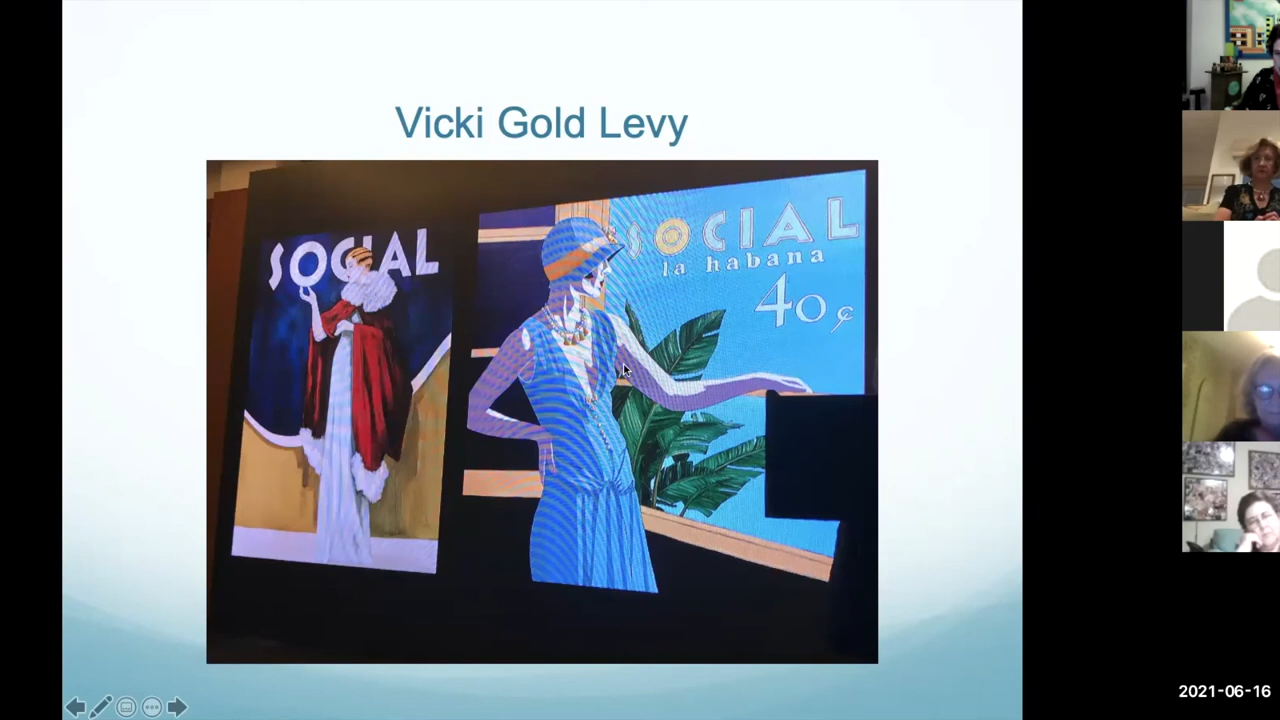 Vicki Gold Levy
SOCIAL
SOCIAL
la habana
40¢
2021-06-16